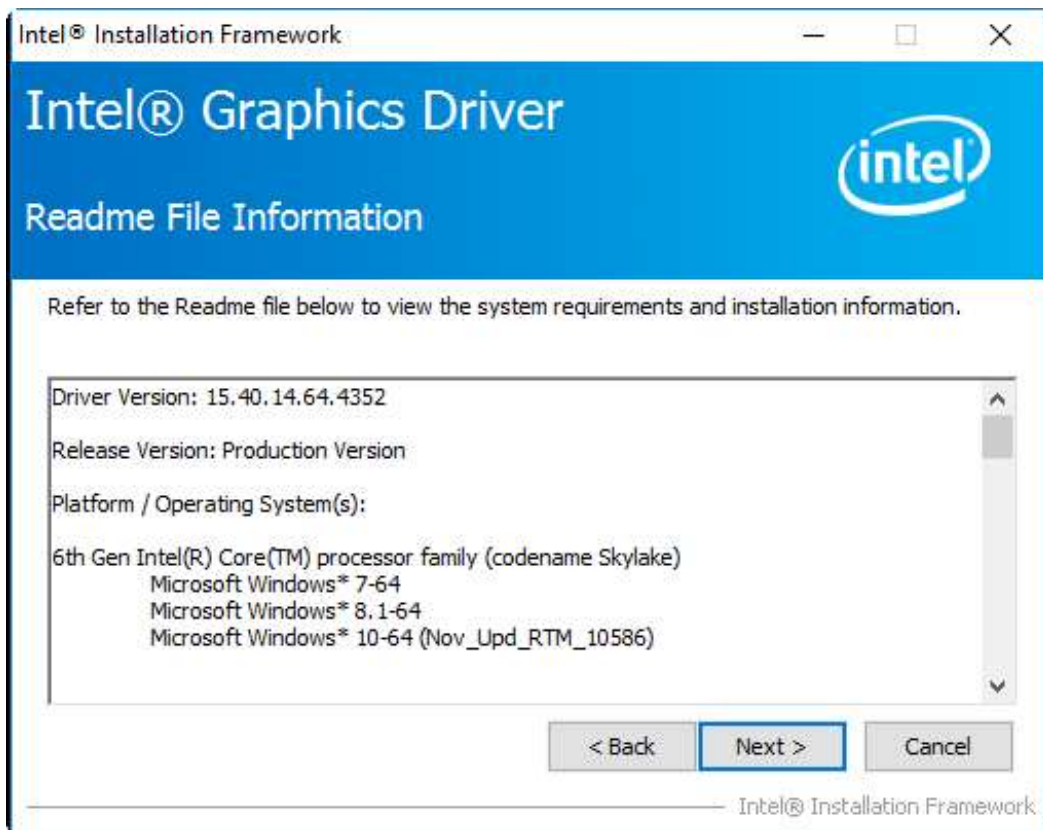 Intel® Installation Framework
Intel® Graphics Driver
intel®
Readme File Information
Refer to the Readme file below to view the system requirements and installation information.
Driver Version: 15.40.14.64.4352
Release Version: Production Version
Platform / Operating System(s):
6th Gen Intel(R) Core(TM) processor family (codename Skylake)
Microsoft Windows* 7-64
Microsoft Windows* 8.1-64
Microsoft Windows* 10-64 (Nov_Upd_RTM_10586)
< Back Next > Cancel
Intel® Installation Framework